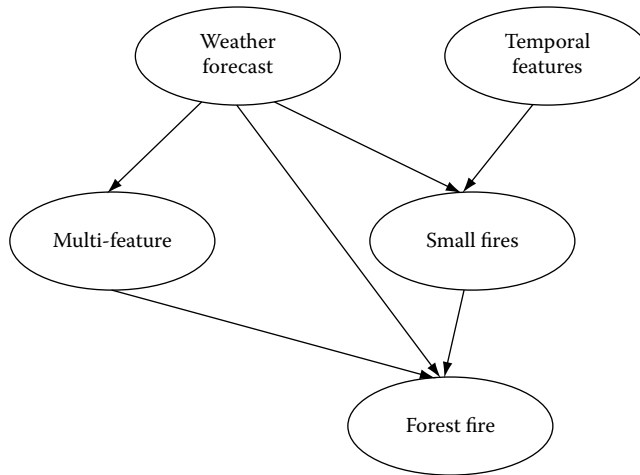 Weather
forecast
Temporal
features
Multi-feature
Small fires
Forest fire